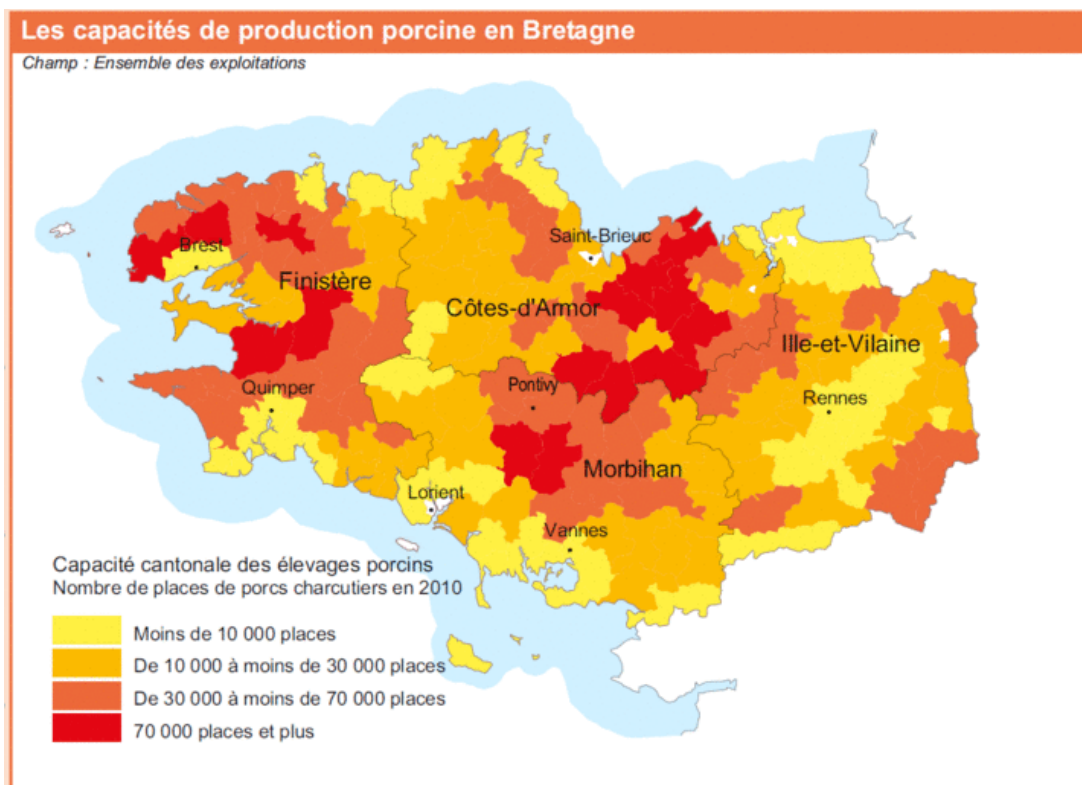 Les capacités de production porcine en Bretagne
Champ : Ensemble des exploitations
Brest
Saint-Brieuc
Finistère
Côtes-d'Armor
Ille-et-Vilaine
Quimper
Pontivy
Rennes
Morbihan
Lorient
Vannes
Capacité cantonale des élevages porcins
Nombre de places de porcs charcutiers en 2010
Moins de 10 000 places
De 10 000 à moins de 30 000 places
De 30 000 à moins de 70 000 places
70 000 places et plus